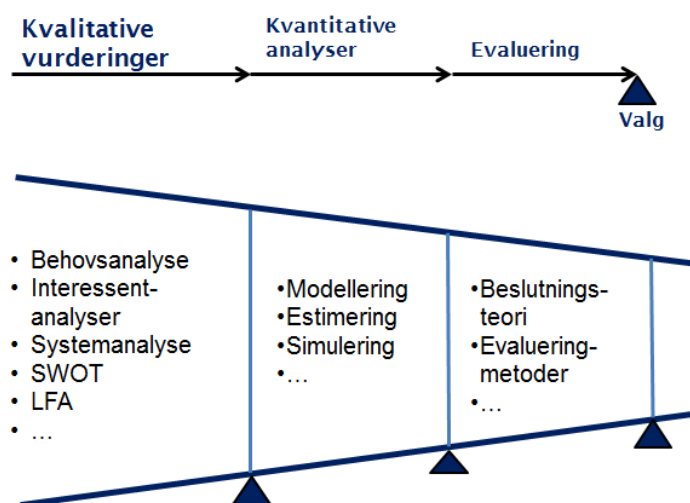 Kvalitative
vurderinger
Kvantitative
analyser
Evaluering
Valg
• Behovsanalyse
• Interessent-
analyser
• Systemanalyse
• SWOT
• LFA
• …
•Modellering
•Estimering
•Simulering
•…
•Beslutnings-
teori
•Evaluering-
metoder
•…